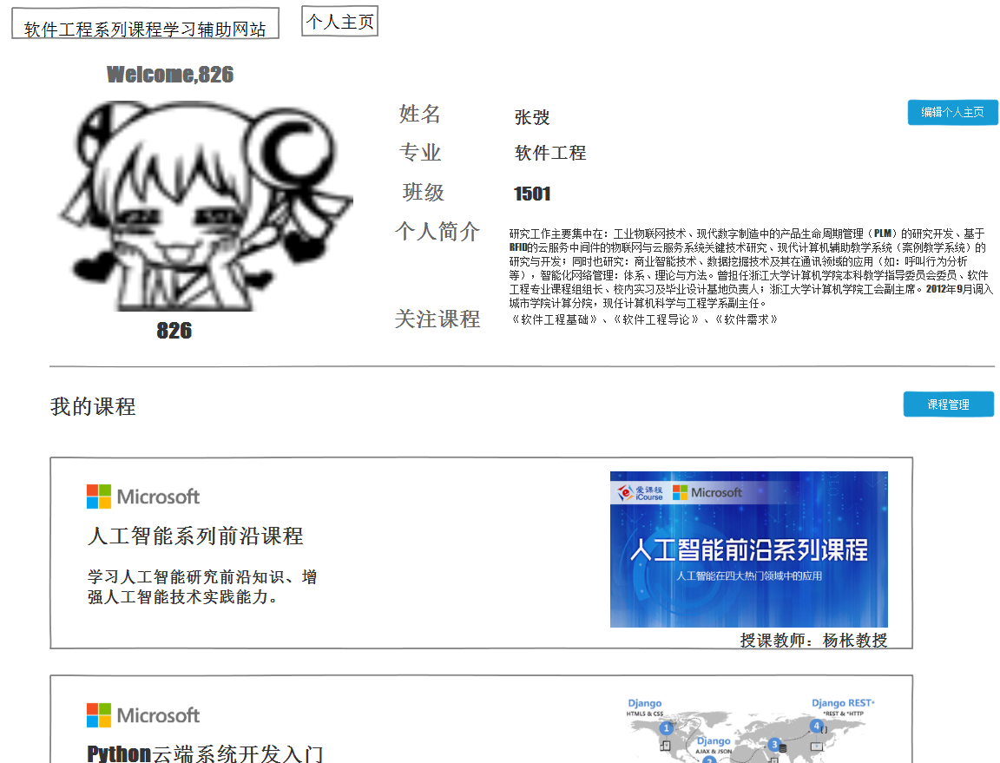 软件工程系列课程学习辅助网站
个人主页
Welcome,826
826
姓名
张弢
编辑个人主页
专业
软件工程
班级
1501
个人简介
研究工作主要集中在：工业物联网技术、现代数字制造中的产品生命周期管理（PLM）的研究开发、基于
RFID的云服务中间件的物联网与云服务系统关键技术研究、现代计算机辅助教学系统（案例教学系统）的
研究与开发；同时也研究：商业智能技术、数据挖掘技术及其在通讯领域的应用（如：呼叫行为分析
等），智能化网络管理：体系、理论与方法。曾担任浙江大学计算机学院本科教学指导委员会委员、软件
工程专业课程组组长、校内实习及毕业设计基地负责人；浙江大学计算机学院工会副主席。2012年9月调入
城市学院计算分院，现任计算机科学与工程学系副主任。
关注课程
《软件工程基础》、《软件工程导论》、《软件需求》
我的课程
课程管理
Microsoft
人工智能系列前沿课程
学习人工智能研究前沿知识、增
强人工智能技术实践能力。
爱课程
iCourse
Microsoft
人工智能前沿系列课程
人工智能在四大热门领域中的应用
授课教师：杨枨教授
Microsoft
Python云端系统开发入门
Django
HTML5 & CSS
1
Django
AJAX & JSON
2
3
Django REST
"REST & "HTTP
4